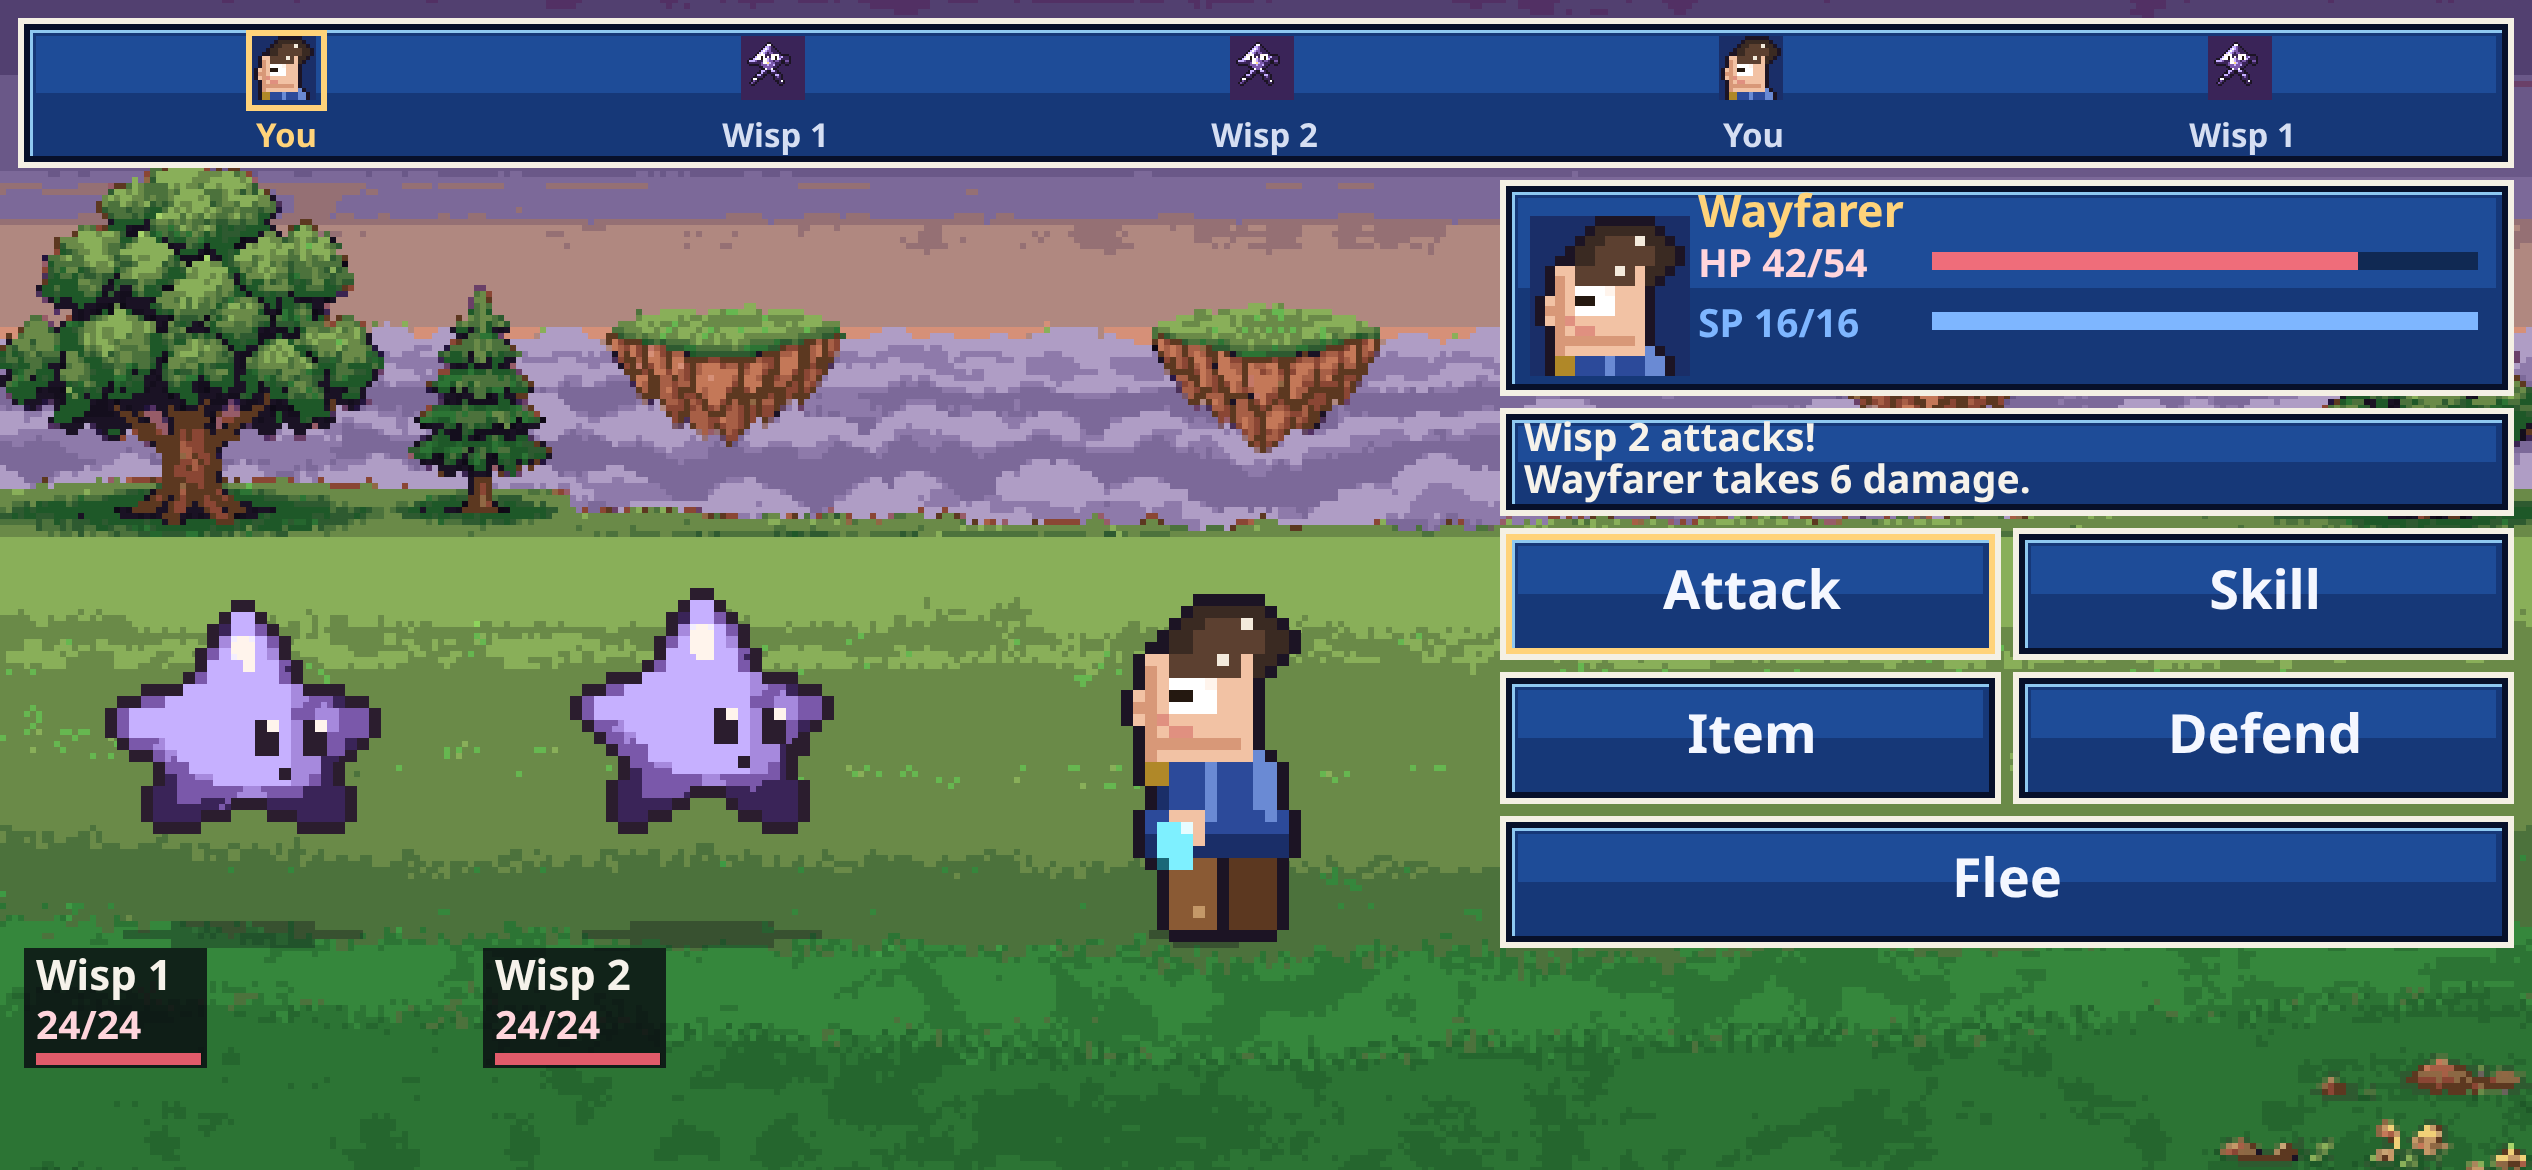 You
Wisp 1
Wisp 2
You
Wisp 1
Wayfarer
HP 42/54
SP 16/16
Wisp 2 attacks!
Wayfarer takes 6 damage.
Attack
Skill
Item
Defend
Flee
Wisp 1
24/24
Wisp 2
24/24